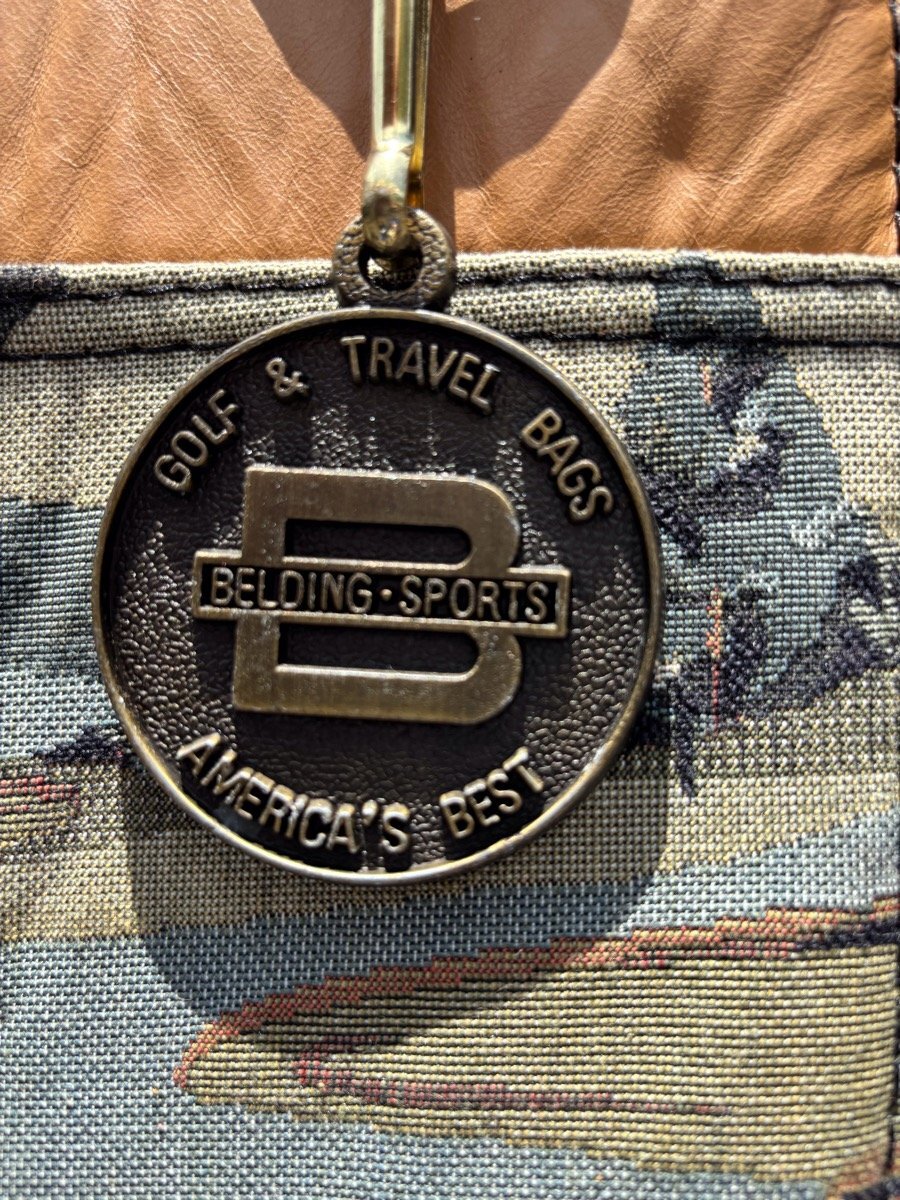 GOLF & TRAVEL BAGS
BELDING·SPORTS
AMERICA'S BEST